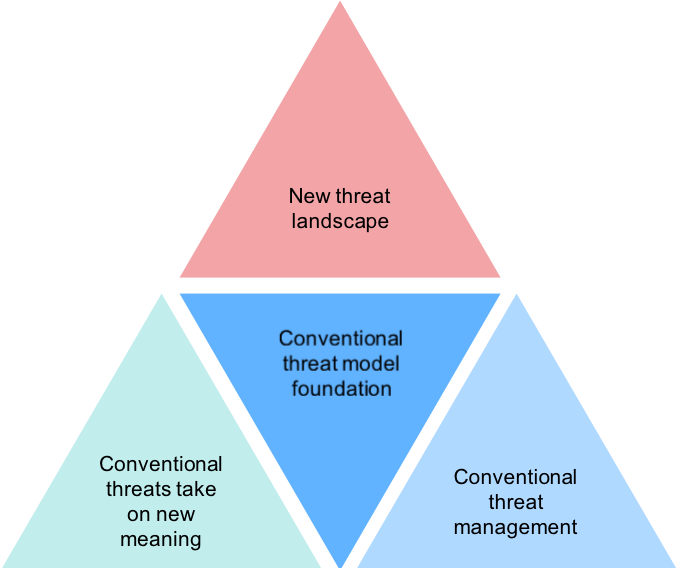 New threat
landscape
Conventional
threat model
foundation
Conventional
threats take
on new
meaning
Conventional
threat
management